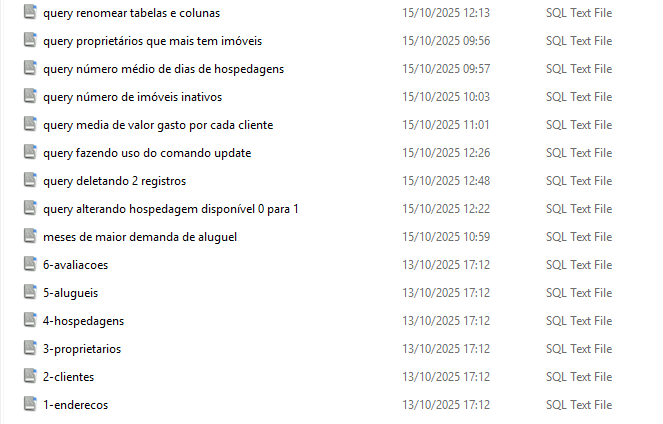 query renomear tabelas e colunas 15/10/2025 12:13 SQL Text File
query proprietários que mais tem imóveis 15/10/2025 09:56 SQL Text File
query número médio de dias de hospedagens 15/10/2025 09:57 SQL Text File
query número de imóveis inativos 15/10/2025 10:03 SQL Text File
query media de valor gasto por cada cliente 15/10/2025 11:01 SQL Text File
query fazendo uso do comando update 15/10/2025 12:26 SQL Text File
query deletando 2 registros 15/10/2025 12:48 SQL Text File
query alterando hospedagem disponível 0 para 1 15/10/2025 12:22 SQL Text File
meses de maior demanda de aluguel 15/10/2025 10:59 SQL Text File
6-avaliacoes 13/10/2025 17:12 SQL Text File
5-alugueis 13/10/2025 17:12 SQL Text File
4-hospedagens 13/10/2025 17:12 SQL Text File
3-proprietarios 13/10/2025 17:12 SQL Text File
2-clientes 13/10/2025 17:12 SQL Text File
1-enderecos 13/10/2025 17:12 SQL Text File